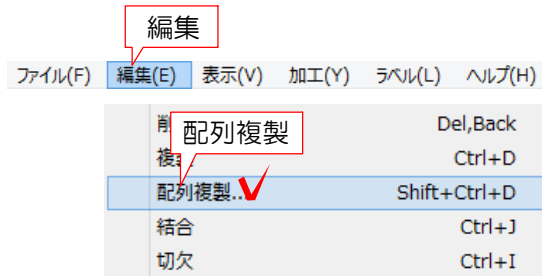 編集
ファイル(F) 編集(E) 表示(V) 加工(Y) ラベル(L) ヘルプ(H)
配列複製
Del,Back
Ctrl+D
配列複製... Shift+Ctrl+D
結合 Ctrl+J
切欠 Ctrl+I